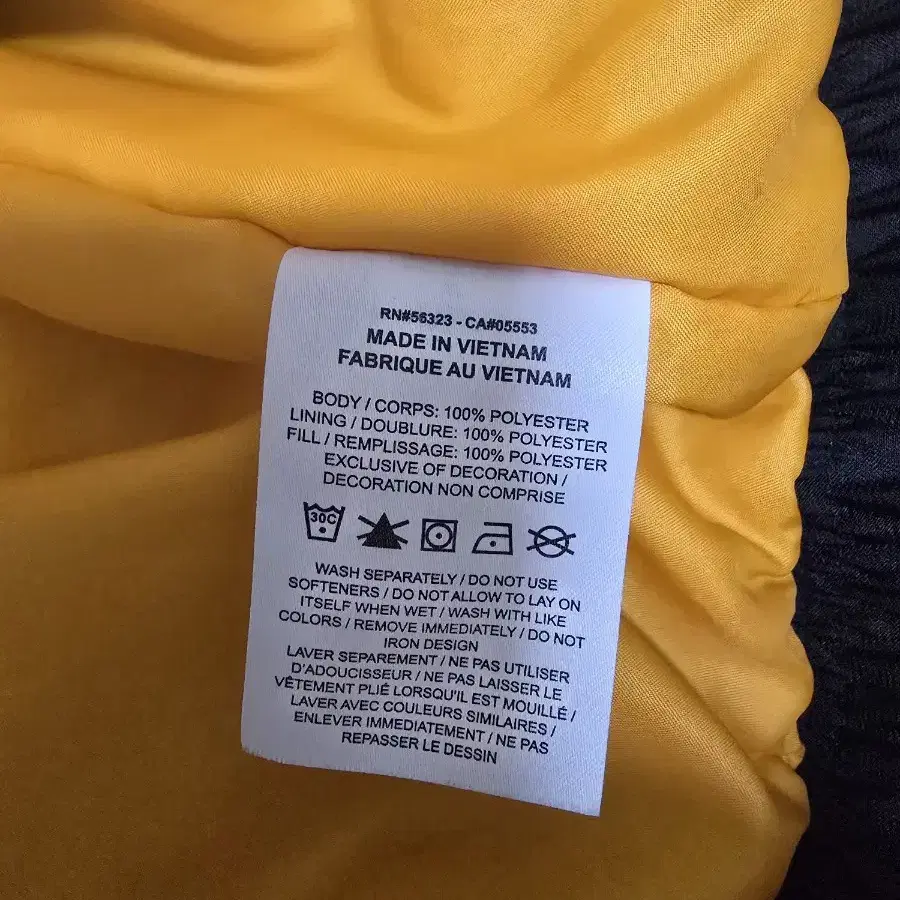 RN#56323 - CA#05553
MADE IN VIETNAM
FABRIQUE AU VIETNAM
BODY / CORPS: 100% POLYESTER
LINING / DOUBLURE: 100% POLYESTER
FILL / REMPLISSAGE: 100% POLYESTER
EXCLUSIVE OF DECORATION /
DECORATION NON COMPRISE
30C
WASH SEPARATELY / DO NOT USE
SOFTENERS / DO NOT ALLOW TO LAY ON
ITSELF WHEN WET / WASH WITH LIKE
COLORS / REMOVE IMMEDIATELY / DO NOT
IRON DESIGN
LAVER SEPAREMENT / NE PAS UTILISER
D'ADOUCISSEUR / NE PAS LAISSER LE
VÊTEMENT PLIÉ LORSQU'IL EST MOUILLÉ /
LAVER AVEC COULEURS SIMILAIRES /
ENLEVER IMMEDIATEMENT / NE PAS
REPASSER LE DESSIN